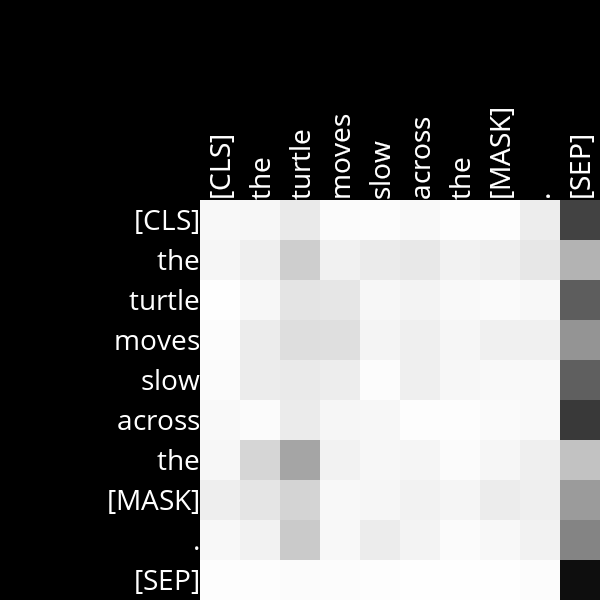 [CLS] the turtle moves slow across the [MASK] . [SEP]
[CLS]
the
turtle
moves
slow
across
the
[MASK]
.
[SEP]